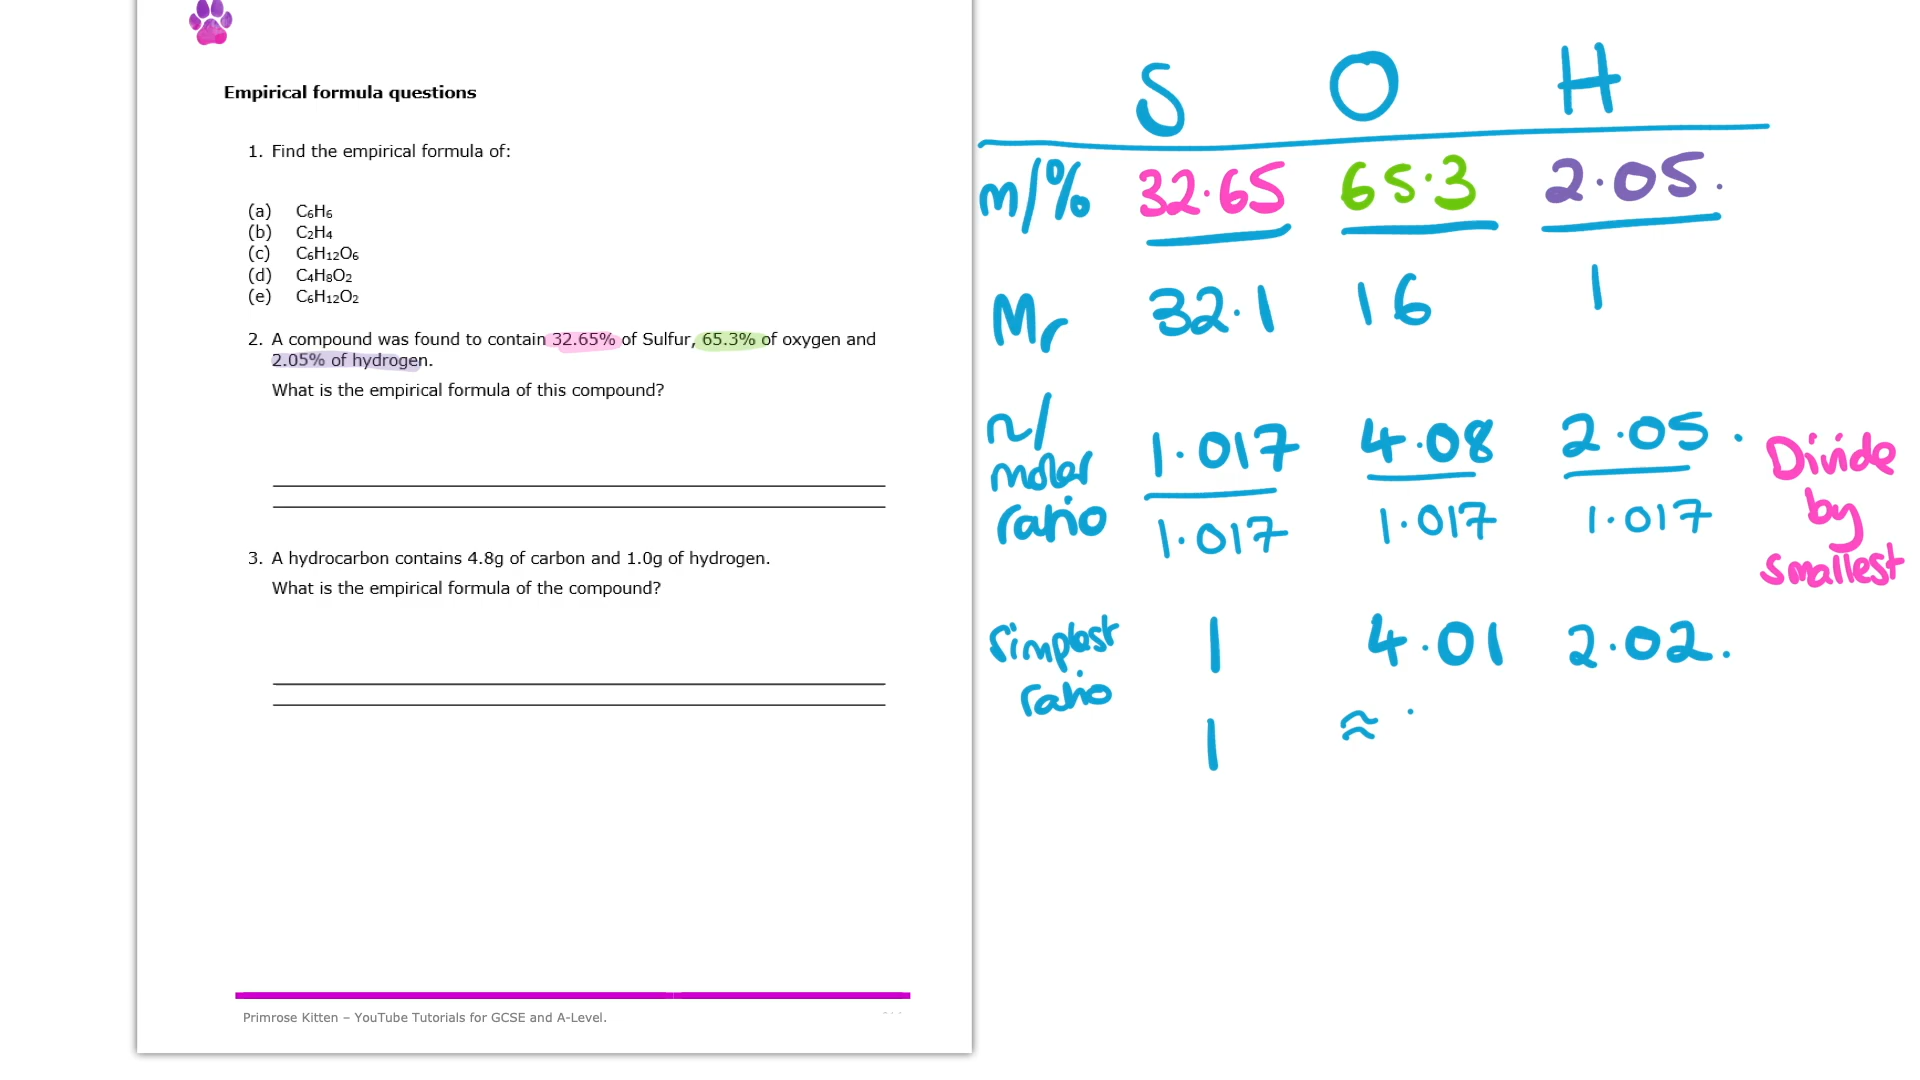 Empirical formula questions
1. Find the empirical formula of:
(a) C₆H₆
(b) C₂H₄
(c) C₆H₁₂O₆
(d) C₄H₈O₂
(e) C₆H₁₂O₂
2. A compound was found to contain 32.65% of Sulfur, 65.3% of oxygen and
2.05% of hydrogen.
What is the empirical formula of this compound?
3. A hydrocarbon contains 4.8g of carbon and 1.0g of hydrogen.
What is the empirical formula of the compound?
Primrose Kitten – YouTube Tutorials for GCSE and A-Level.
S O H
m/% 32.65 65.3 2.05.
Mr 32.1 16 1
n/ 1.017 4.08 2.05.
molar
ratio 1.017 1.017 1.017
Divide
by
smallest
Simplest 1 4.01 2.02.
ratio
1 ≈